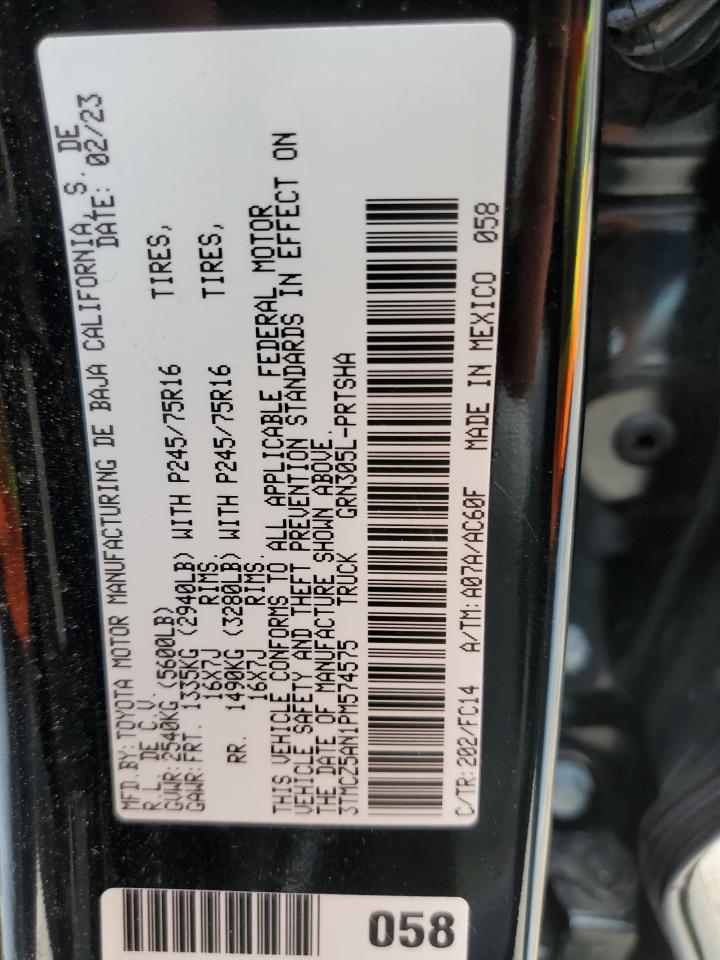 MFD.BY:TOYOTA MOTOR MANUFACTURING DE BAJA CALIFORNIA,S. DE
R.L. DE C.V. DATE: 02/23
GVWR:2540KG (5600LB)
GAWR:FRT. 1335KG (2940LB) WITH P245/75R16 TIRES,
16X7J RIMS,
RR. 1490KG (3280LB) WITH P245/75R16 TIRES,
16X7J RIMS.
THIS VEHICLE CONFORMS TO ALL APPLICABLE FEDERAL MOTOR
VEHICLE SAFETY AND THEFT PREVENTION STANDARDS IN EFFECT ON
THE DATE OF MANUFACTURE SHOWN ABOVE.
3TMCZ5AN1PM574575 TRUCK GRN305L-PRTSHA
C/TR:202/FC14 A/TM:A07A/AC60F MADE IN MEXICO 058
058